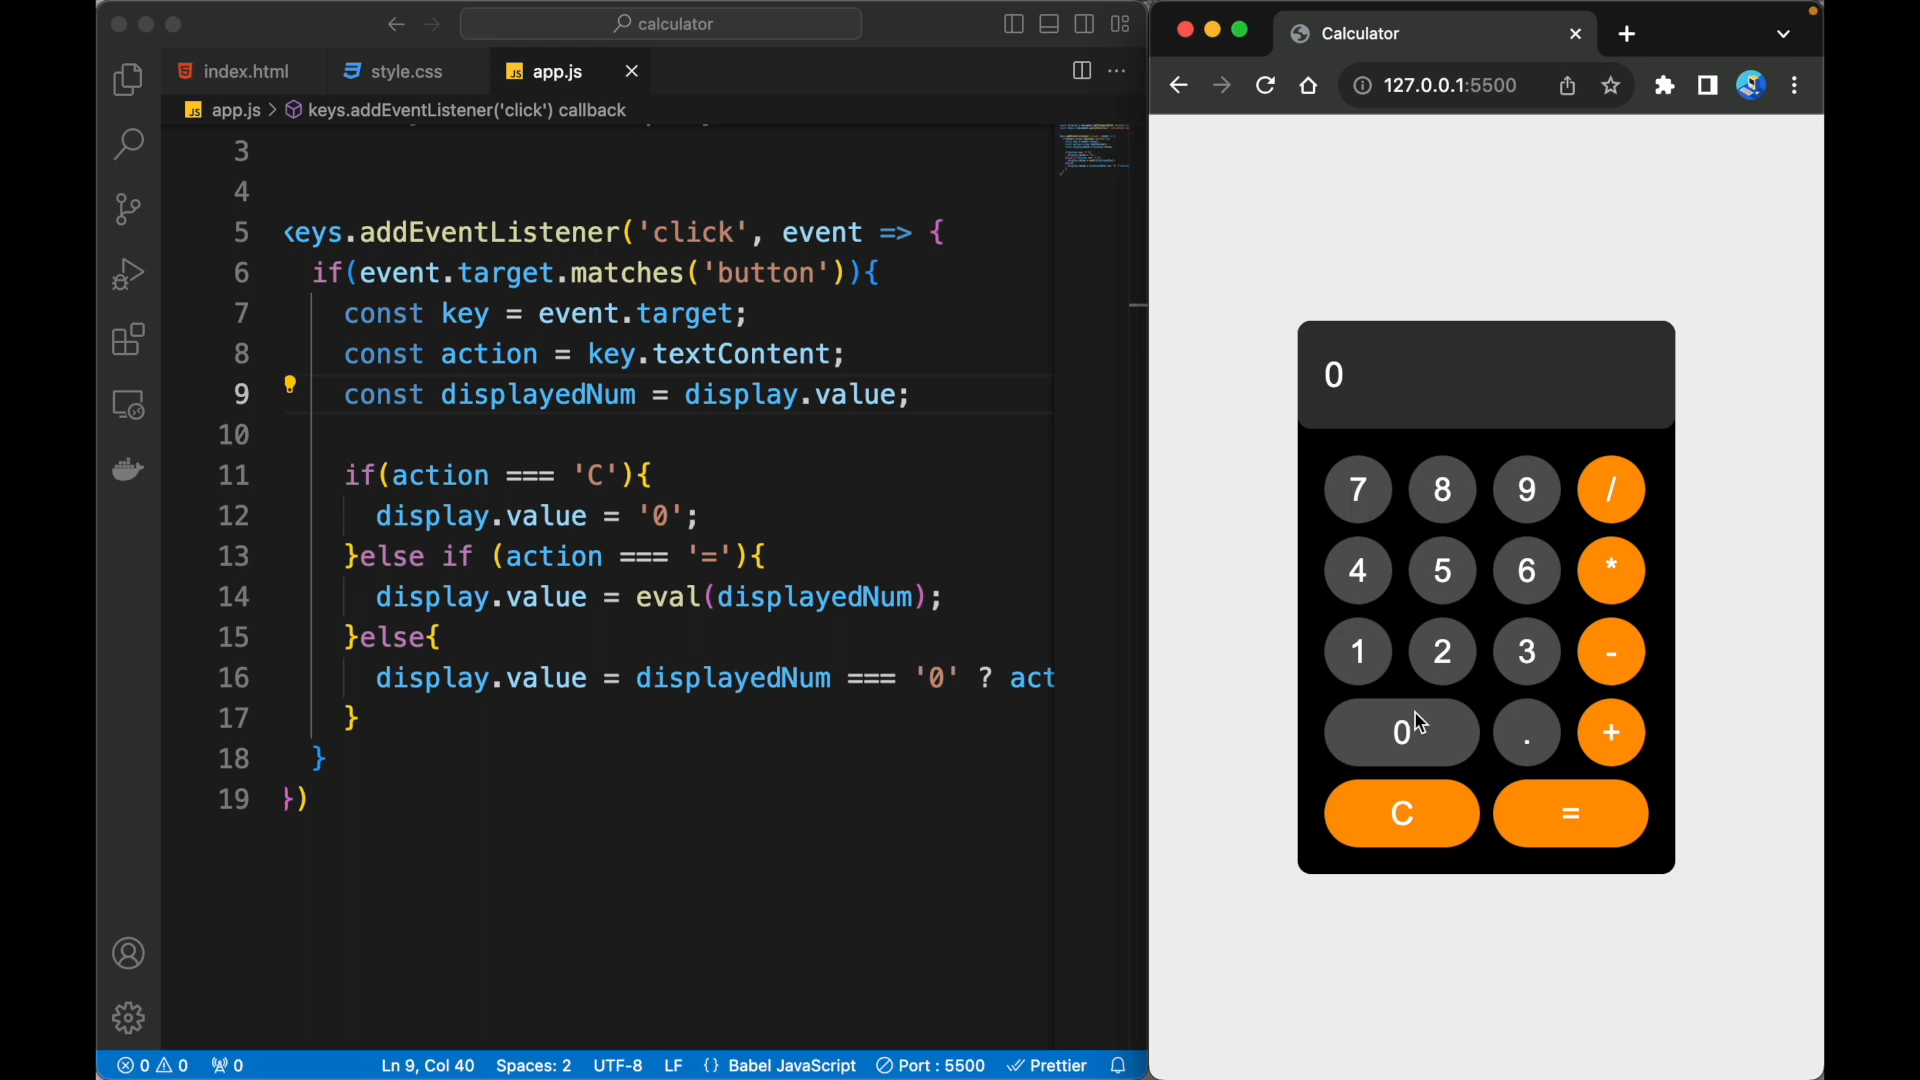 calculator
index.html
style.css
JS app.js
JS app.js > keys.addEventListener('click') callback
3
4
5 keys.addEventListener('click', event => {
6 if(event.target.matches('button')){
7 const key = event.target;
8 const action = key.textContent;
9 const displayedNum = display.value;
10
11 if(action === 'C'){
12 display.value = '0';
13 }else if (action === '='){
14 display.value = eval(displayedNum);
15 }else{
16 display.value = displayedNum === '0' ? act
17 }
18 }
19 })
0 0 0 Ln 9, Col 40 Spaces: 2 UTF-8 LF {} Babel JavaScript Port : 5500 Prettier
Calculator
127.0.0.1:5500
0
7 8 9 /
4 5 6 *
1 2 3 -
0 . +
C =